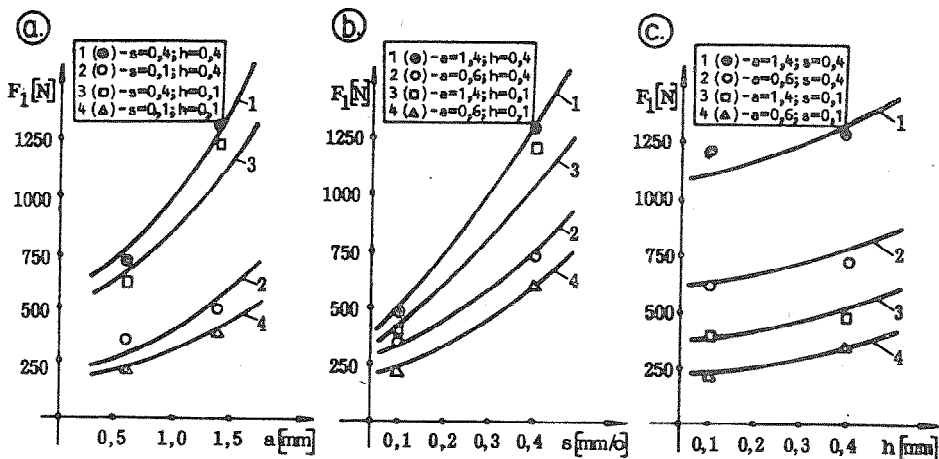 a.
1 (●)-s=0,4; h=0,4
2 (○)-s=0,1; h=0,4
3 (□)-s=0,4; h=0,1
4 (△)-s=0,1; h=0,1
Fi[N]
1250
1000
750
500
250
1
3
2
4
0,5 1,0 1,5 a[mm]
b.
1 (●)-a=1,4; h=0,4
2 (○)-a=0,6; h=0,4
3 (□)-a=1,4; h=0,1
4 (△)-a=0,6; h=0,1
Fi[N]
1250
1000
750
500
250
1
3
2
4
0,1 0,2 0,3 0,4 s[mm/o]
c.
1 (●)-a=1,4; s=0,4
2 (○)-a=0,6; s=0,4
3 (□)-a=1,4; s=0,1
4 (△)-a=0,6; s=0,1
Fi[N]
1250
1000
750
500
250
1
2
3
4
0,1 0,2 0,3 0,4 h[mm]